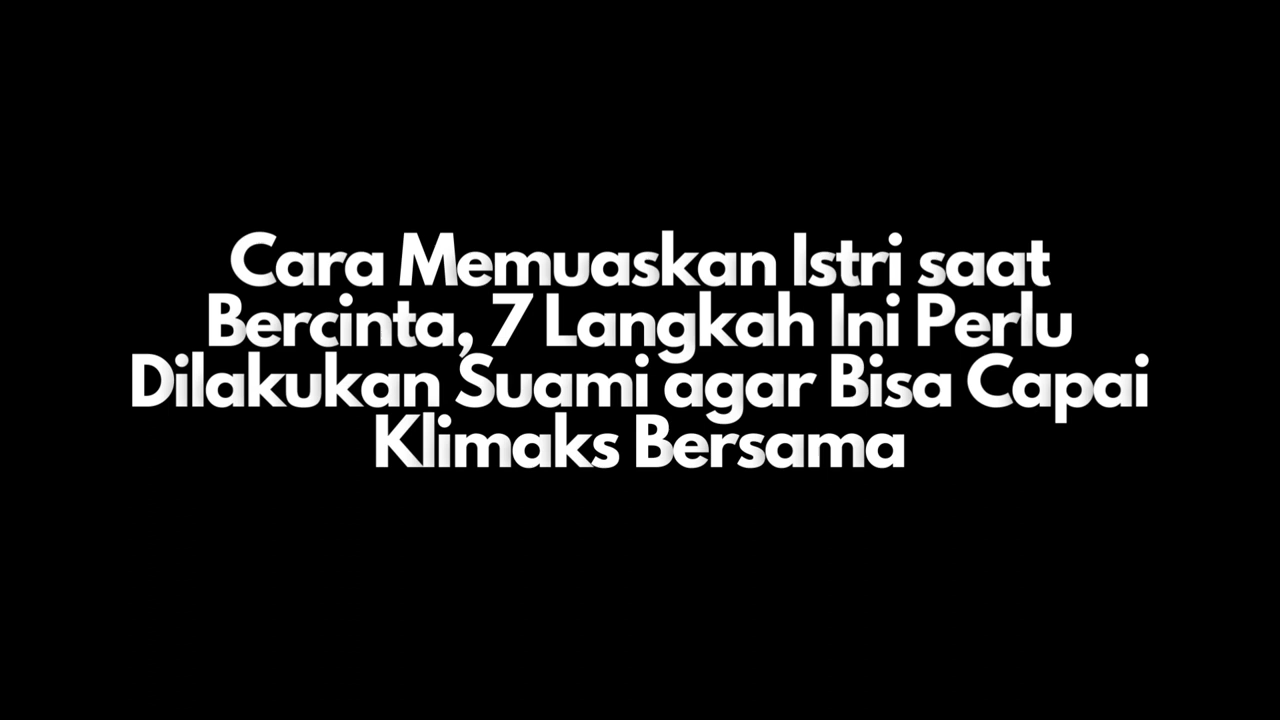 Cara Memuaskan Istri saat
Bercinta, 7 Langkah Ini Perlu
Dilakukan Suami agar Bisa Capai
Klimaks Bersama